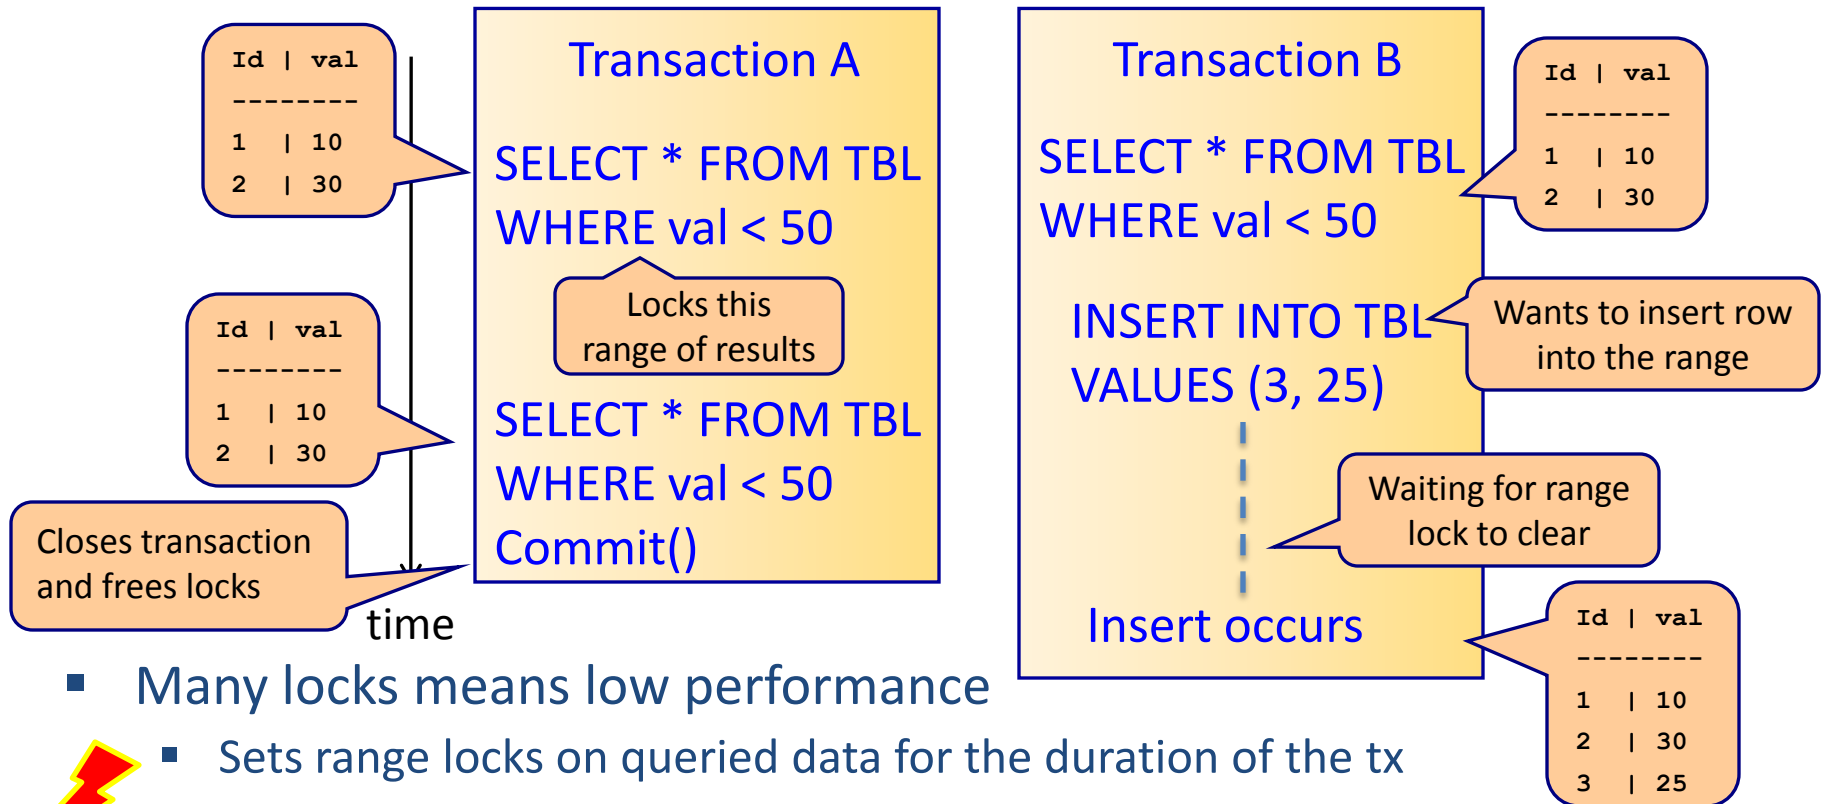 Transaction A
Id | val
--------
1 | 10
2 | 30
SELECT * FROM TBL
WHERE val < 50
Locks this
range of results
Id | val
--------
1 | 10
2 | 30
SELECT * FROM TBL
WHERE val < 50
Commit()
Closes transaction
and frees locks
time
Transaction B
Id | val
--------
1 | 10
2 | 30
SELECT * FROM TBL
WHERE val < 50
INSERT INTO TBL
VALUES (3, 25)
Wants to insert row
into the range
Waiting for range
lock to clear
Insert occurs
Id | val
--------
1 | 10
2 | 30
3 | 25
▪ Many locks means low performance
▪ Sets range locks on queried data for the duration of the tx